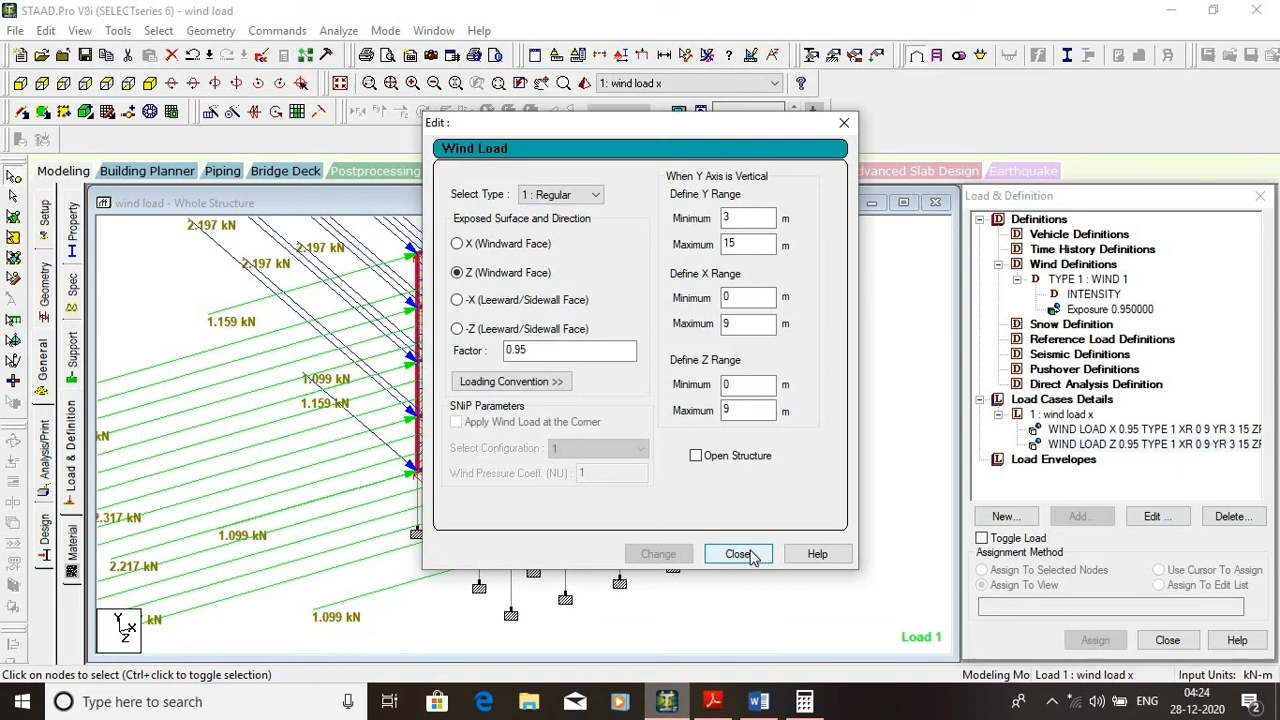 STAAD.Pro V8i (SELECTseries 6) - wind load
File Edit View Tools Select Geometry Commands Analyze Mode Window Help
1: wind load x
Modeling Building Planner Piping Bridge Deck Postprocessing dvanced Slab Design Earthquake
wind load - Whole Structure
Setup
Geometry
General
Analysis/Print
Design
Property
Spec
Support
Load & Definition
Material
2.197 kN
2.197 kN
2.197 kN
1.159 kN
1.099 kN
1.159 kN
kN
2.317 kN
1.099 kN
2.217 kN
kN
1.099 kN
Y
X
Z
Load 1
Edit :
Wind Load
Select Type : 1 : Regular
Exposed Surface and Direction
X (Windward Face)
Z (Windward Face)
-X (Leeward/Sidewall Face)
-Z (Leeward/Sidewall Face)
Factor : 0.95
Loading Convention >>
SNiP Parameters
Apply Wind Load at the Corner
Select Configuration : 1
Wind Pressure Coeff. (NU) : 1
When Y Axis is Vertical
Define Y Range
Minimum 3 m
Maximum 15 m
Define X Range
Minimum 0 m
Maximum 9 m
Define Z Range
Minimum 0 m
Maximum 9 m
Open Structure
Change Close Help
Load & Definition
Definitions
Vehicle Definitions
Time History Definitions
Wind Definitions
TYPE 1 : WIND 1
INTENSITY
Exposure 0.950000
Snow Definition
Reference Load Definitions
Seismic Definitions
Pushover Definitions
Direct Analysis Definition
Load Cases Details
1 : wind load x
WIND LOAD X 0.95 TYPE 1 XR 0 9 YR 3 15 ZF
WIND LOAD Z 0.95 TYPE 1 XR 0 9 YR 3 15 ZF
Load Envelopes
New... Add... Edit ... Delete...
Toggle Load
Assignment Method
Assign To Selected Nodes Use Cursor To Assign
Assign To View Assign To Edit List
Assign Close Help
Click on nodes to select (Ctrl+click to toggle selection)
Modeling Mo Load 1 : wind load x Input Units: kN-m
Type here to search
ENG
04:24
28-12-2020
2